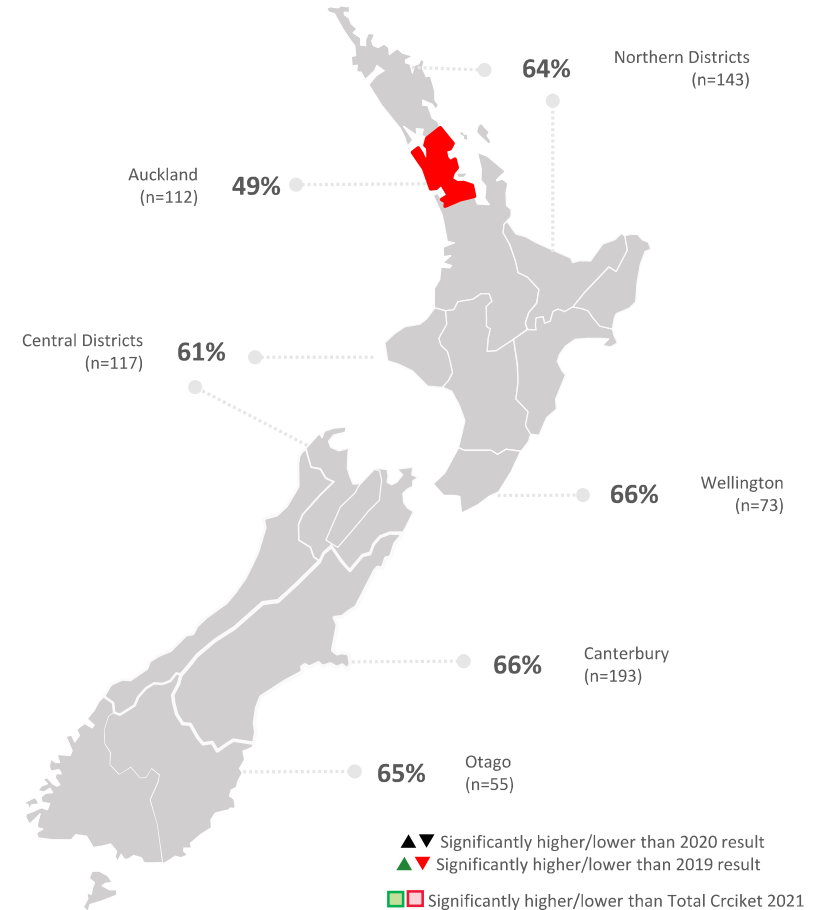 64%
Northern Districts
(n=143)
Auckland
(n=112)
49%
Central Districts
(n=117)
61%
66%
Wellington
(n=73)
66%
Canterbury
(n=193)
65%
Otago
(n=55)
Significantly higher/lower than 2020 result
Significantly higher/lower than 2019 result
Significantly higher/lower than Total Crciket 2021